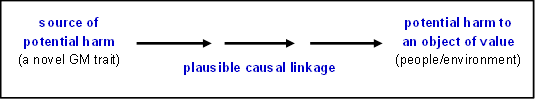 source of
potential harm
(a novel GM trait)
plausible causal linkage
potential harm to
an object of value
(people/environment)